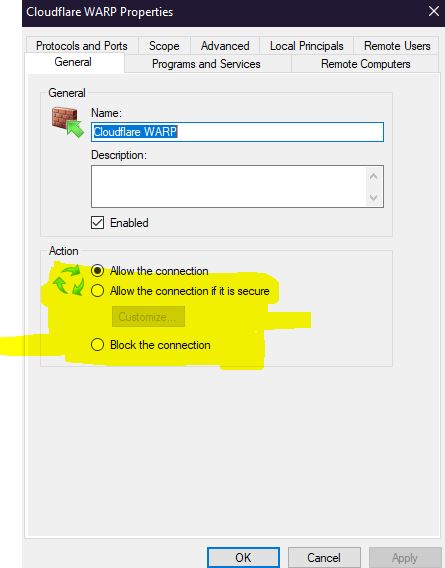 Cloudflare WARP Properties
Protocols and Ports Scope Advanced Local Principals Remote Users
General Programs and Services Remote Computers
General
Name:
Cloudflare WARP
Description:
Enabled
Action
Allow the connection
Allow the connection if it is secure
Customize...
Block the connection
OK Cancel Apply